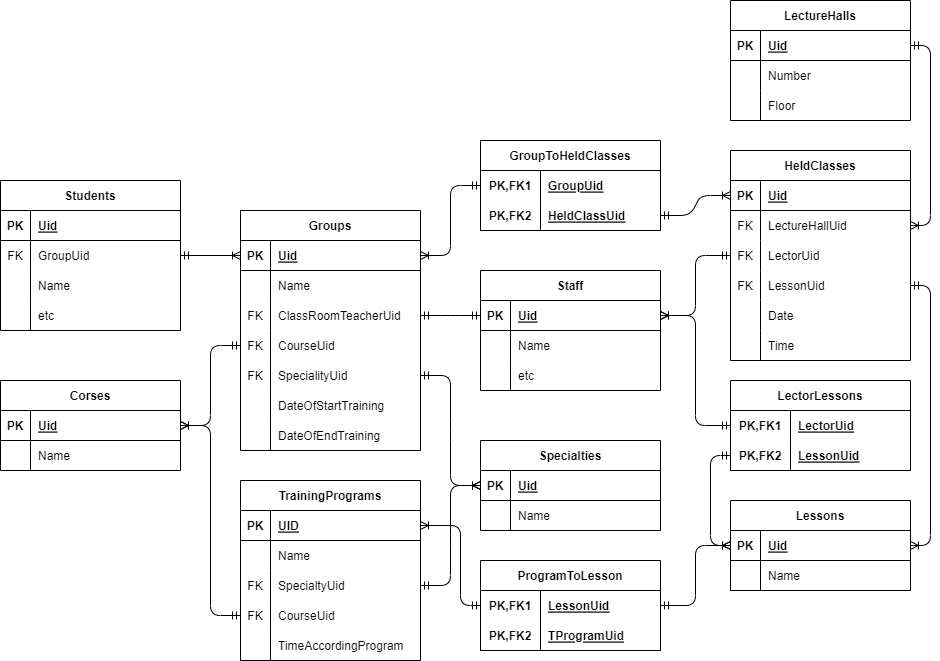 LectureHalls
PK Uid
Number
Floor
GroupToHeldClasses
PK,FK1 GroupUid
PK,FK2 HeldClassUid
HeldClasses
PK Uid
FK LectureHallUid
FK LectorUid
FK LessonUid
Date
Time
Students
PK Uid
FK GroupUid
Name
etc
Groups
PK Uid
Name
FK ClassRoomTeacherUid
FK CourseUid
FK SpecialityUid
DateOfStartTraining
DateOfEndTraining
Staff
PK Uid
Name
etc
Corses
PK Uid
Name
LectorLessons
PK,FK1 LectorUid
PK,FK2 LessonUid
Specialties
PK Uid
Name
TrainingPrograms
PK UID
Name
FK SpecialtyUid
FK CourseUid
TimeAccordingProgram
ProgramToLesson
PK,FK1 LessonUid
PK,FK2 TProgramUid
Lessons
PK Uid
Name